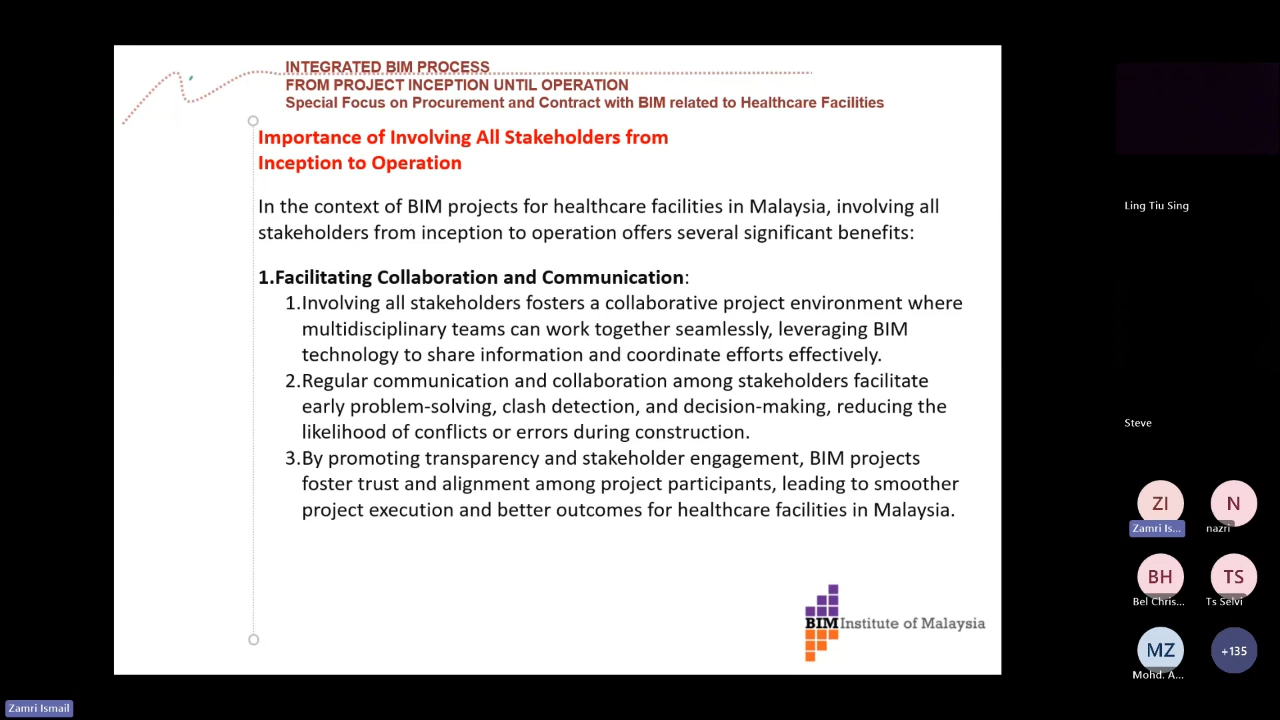 INTEGRATED BIM PROCESS
FROM PROJECT INCEPTION UNTIL OPERATION
Special Focus on Procurement and Contract with BIM related to Healthcare Facilities
Importance of Involving All Stakeholders from
Inception to Operation
In the context of BIM projects for healthcare facilities in Malaysia, involving all
stakeholders from inception to operation offers several significant benefits:
1.Facilitating Collaboration and Communication:
1.Involving all stakeholders fosters a collaborative project environment where
multidisciplinary teams can work together seamlessly, leveraging BIM
technology to share information and coordinate efforts effectively.
2.Regular communication and collaboration among stakeholders facilitate
early problem-solving, clash detection, and decision-making, reducing the
likelihood of conflicts or errors during construction.
3.By promoting transparency and stakeholder engagement, BIM projects
foster trust and alignment among project participants, leading to smoother
project execution and better outcomes for healthcare facilities in Malaysia.
BIM Institute of Malaysia
Ling Tiu Sing
Steve
ZI
N
Zamri Is...
nazri
BH
TS
Bel Chris...
Ts Selvi
MZ
+135
Mohd. A...
Zamri Ismail